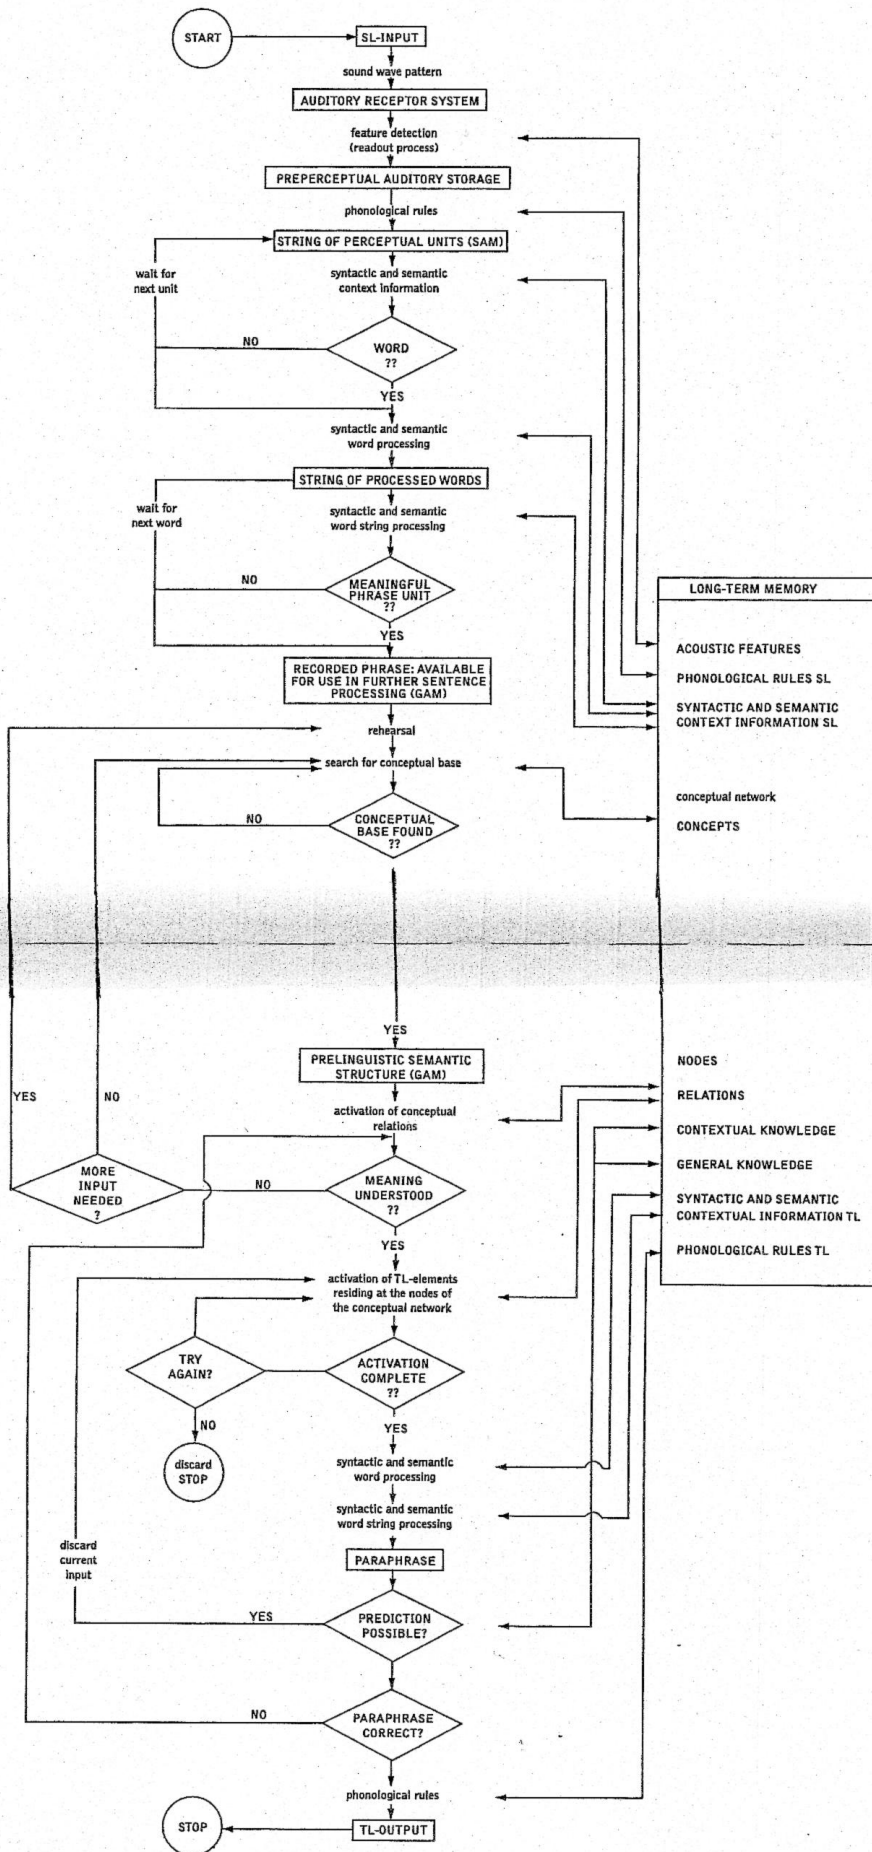 START
SL-INPUT
sound wave pattern
AUDITORY RECEPTOR SYSTEM
feature detection
(readout process)
PREPERCEPTUAL AUDITORY STORAGE
phonological rules
STRING OF PERCEPTUAL UNITS (SAM)
wait for
next unit
syntactic and semantic
context information
NO
WORD
??
YES
syntactic and semantic
word processing
STRING OF PROCESSED WORDS
wait for
next word
syntactic and semantic
word string processing
NO
MEANINGFUL
PHRASE UNIT
??
YES
RECORDED PHRASE: AVAILABLE
FOR USE IN FURTHER SENTENCE
PROCESSING (GAM)
rehearsal
search for conceptual base
NO
CONCEPTUAL
BASE FOUND
??
YES
PRELINGUISTIC SEMANTIC
STRUCTURE (GAM)
YES
NO
activation of conceptual
relations
MORE
INPUT
NEEDED
?
NO
MEANING
UNDERSTOOD
??
YES
activation of TL-elements
residing at the nodes of
the conceptual network
TRY
AGAIN?
ACTIVATION
COMPLETE
??
NO
YES
discard
STOP
syntactic and semantic
word processing
syntactic and semantic
word string processing
discard
current
input
PARAPHRASE
YES
PREDICTION
POSSIBLE?
NO
PARAPHRASE
CORRECT?
phonological rules
STOP
TL-OUTPUT
LONG-TERM MEMORY
ACOUSTIC FEATURES
PHONOLOGICAL RULES SL
SYNTACTIC AND SEMANTIC
CONTEXT INFORMATION SL
conceptual network
CONCEPTS
NODES
RELATIONS
CONTEXTUAL KNOWLEDGE
GENERAL KNOWLEDGE
SYNTACTIC AND SEMANTIC
CONTEXTUAL INFORMATION TL
PHONOLOGICAL RULES TL